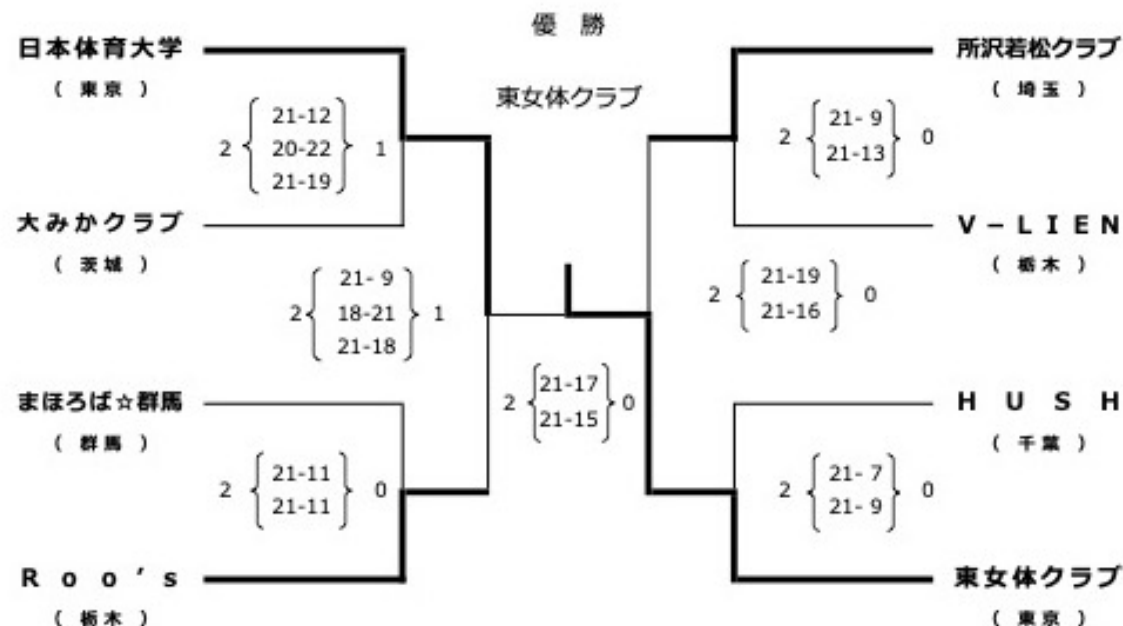 優 勝
東女体クラブ
日本体育大学
( 東京 )
21-12
2 20-22 1
21-19
大みかクラブ
( 茨城 )
21- 9
2 18-21 1
21-18
まほろば☆群馬
( 群馬 )
21-11
2 0
21-11
Roo's
( 栃木 )
21-17
2 0
21-15
所沢若松クラブ
( 埼玉 )
21- 9
2 0
21-13
V-LIEN
( 栃木 )
21-19
2 0
21-16
HUSH
( 千葉 )
21- 7
2 0
21- 9
東女体クラブ
( 東京 )